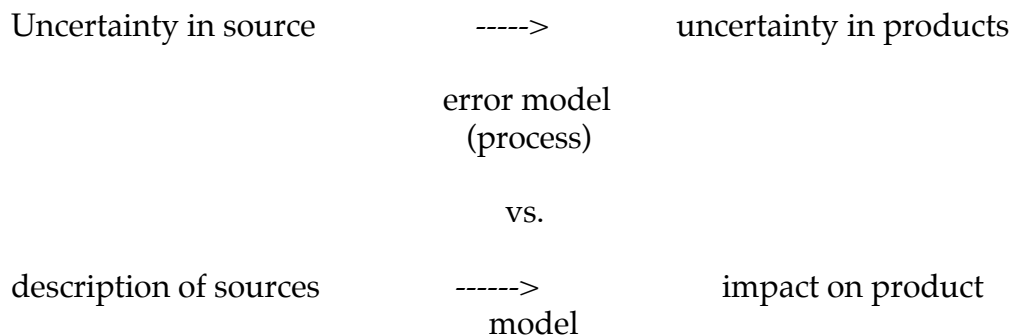 Uncertainty in source -----> uncertainty in products
error model
(process)
vs.
description of sources ------> impact on product
model